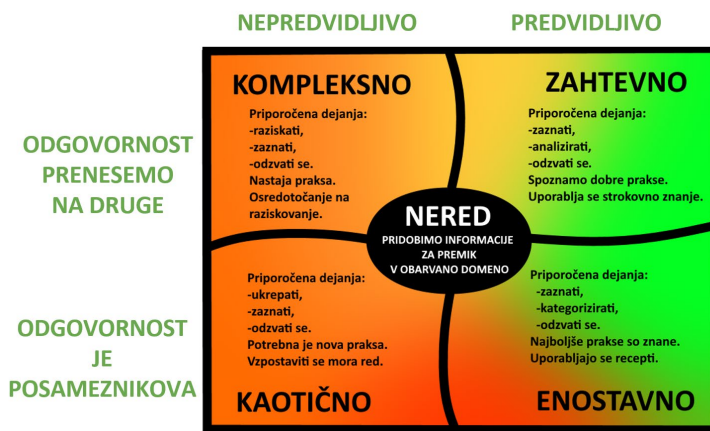 NEPREDVIDLJIVO
PREDVIDLJIVO
ODGOVORNOST
PRENESEMO
NA DRUGE
KOMPLEKSNO
Priporočena dejanja:
-raziskati,
-zaznati,
-odzvati se.
Nastaja praksa.
Osredotočanje na
raziskovanje.
ZAHTEVNO
Priporočena dejanja:
-zaznati,
-analizirati,
-odzvati se.
Spoznamo dobre prakse.
Uporablja se strokovno znanje.
NERED
PRIDOBIMO INFORMACIJE
ZA PREMIK
V OBARVANO DOMENO
ODGOVORNOST
JE
POSAMEZNIKOVA
Priporočena dejanja:
-ukrepati,
-zaznati,
-odzvati se.
Potrebna je nova praksa.
Vzpostaviti se mora red.
KAOTIČNO
Priporočena dejanja:
-zaznati,
-kategorizirati,
-odzvati se.
Najboljše prakse so znane.
Uporabljajo se recepti.
ENOSTAVNO